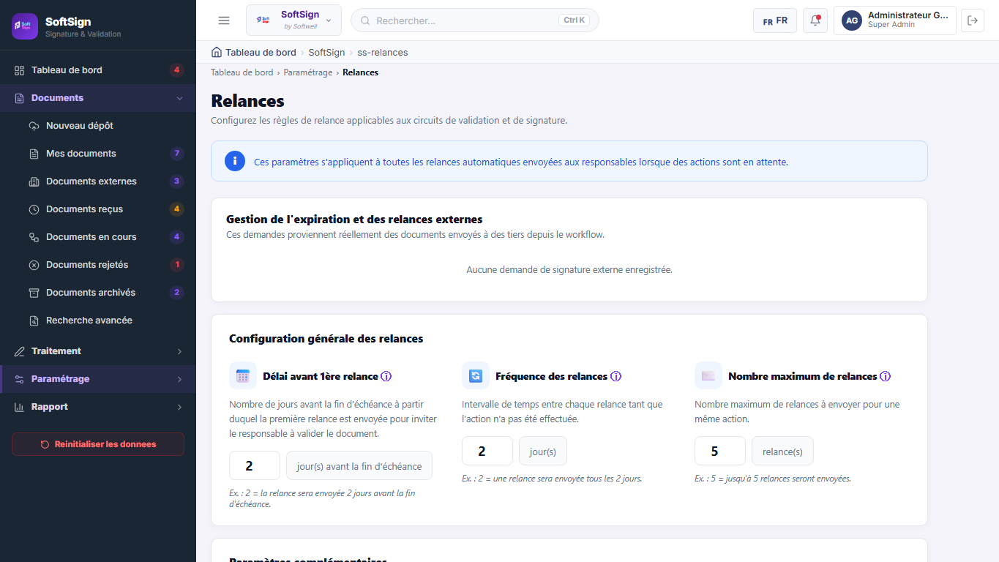 SoftSign
Signature & Validation
Tableau de bord 4
Documents
Nouveau dépôt
Mes documents 7
Documents externes 3
Documents reçus 4
Documents en cours 4
Documents rejetés 1
Documents archivés 2
Recherche avancée
Traitement
Paramétrage
Rapport
Reinitialiser les donnees
Soft
Sign
SoftSign
by Softwell
Rechercher... Ctrl K
FR FR
AG
Administrateur G...
Super Admin
Tableau de bord › SoftSign › ss-relances
Tableau de bord › Paramétrage › Relances
Relances
Configurez les règles de relance applicables aux circuits de validation et de signature.
Ces paramètres s'appliquent à toutes les relances automatiques envoyées aux responsables lorsque des actions sont en attente.
Gestion de l'expiration et des relances externes
Ces demandes proviennent réellement des documents envoyés à des tiers depuis le workflow.
Aucune demande de signature externe enregistrée.
Configuration générale des relances
Délai avant 1ère relance
Nombre de jours avant la fin d'échéance à partir
duquel la première relance est envoyée pour inviter
le responsable à valider le document.
2 jour(s) avant la fin d'échéance
Ex. : 2 = la relance sera envoyée 2 jours avant la fin
d'échéance.
Fréquence des relances
Intervalle de temps entre chaque relance tant que
l'action n'a pas été effectuée.
2 jour(s)
Ex. : 2 = une relance sera envoyée tous les 2 jours.
Nombre maximum de relances
Nombre maximum de relances à envoyer pour une
même action.
5 relance(s)
Ex. : 5 = jusqu'à 5 relances seront envoyées.
Paramètres complémentaires